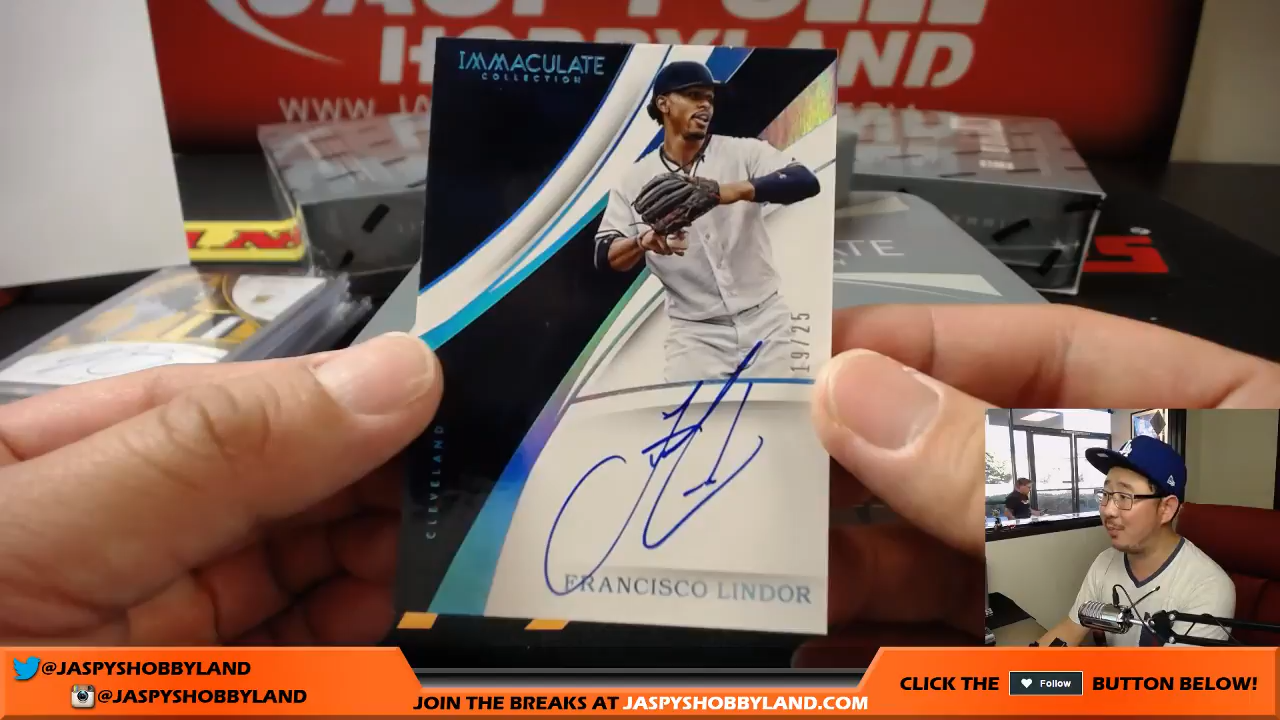 HOBBYLAND
WWW.
IMMACULATE
COLLECTION
19/25
CLEVELAND
FRANCISCO LINDOR
@JASPYSHOBBYLAND
@JASPYSHOBBYLAND
JOIN THE BREAKS AT JASPYSHOBBYLAND.COM
CLICK THE Follow BUTTON BELOW!